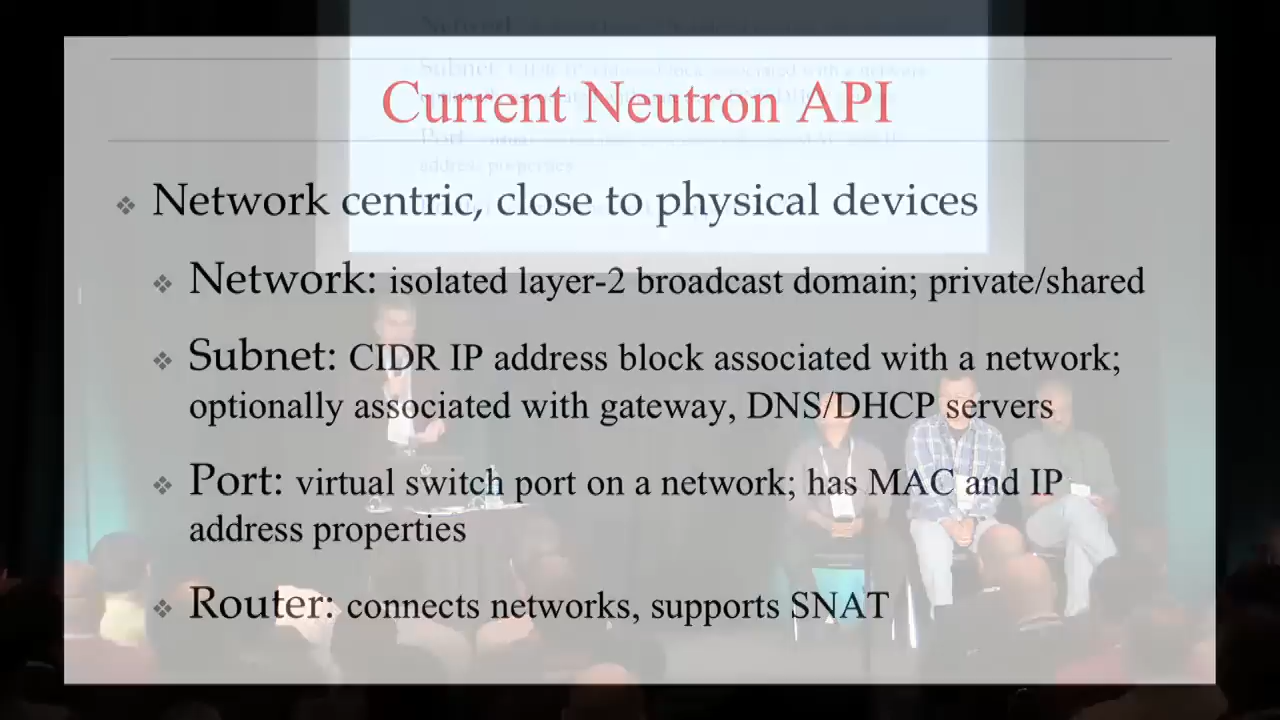 Current Neutron API
❖ Network centric, close to physical devices
❖ Network: isolated layer-2 broadcast domain; private/shared
❖ Subnet: CIDR IP address block associated with a network;
optionally associated with gateway, DNS/DHCP servers
❖ Port: virtual switch port on a network; has MAC and IP
address properties
❖ Router: connects networks, supports SNAT